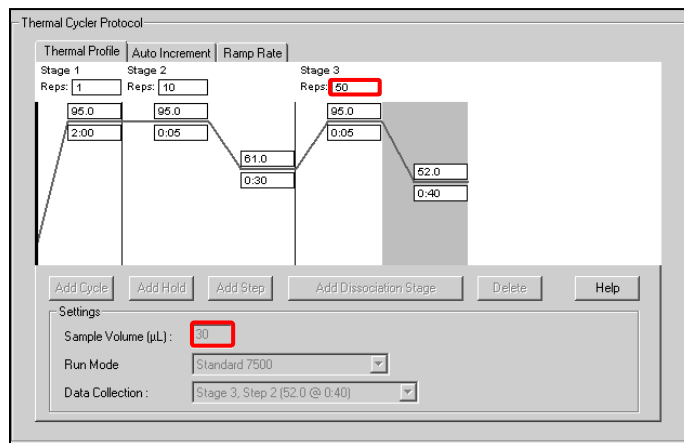 Thermal Cycler Protocol
Thermal Profile Auto Increment Ramp Rate
Stage 1 Stage 2 Stage 3
Reps: 1 Reps: 10 Reps: 50
95.0 95.0 95.0
2:00 0:05 0:05
61.0 52.0
0:30 0:40
Add Cycle Add Hold Add Step Add Dissociation Stage Delete Help
Settings
Sample Volume (µL) : 30
Run Mode Standard 7500
Data Collection : Stage 3, Step 2 (52.0 @ 0:40)